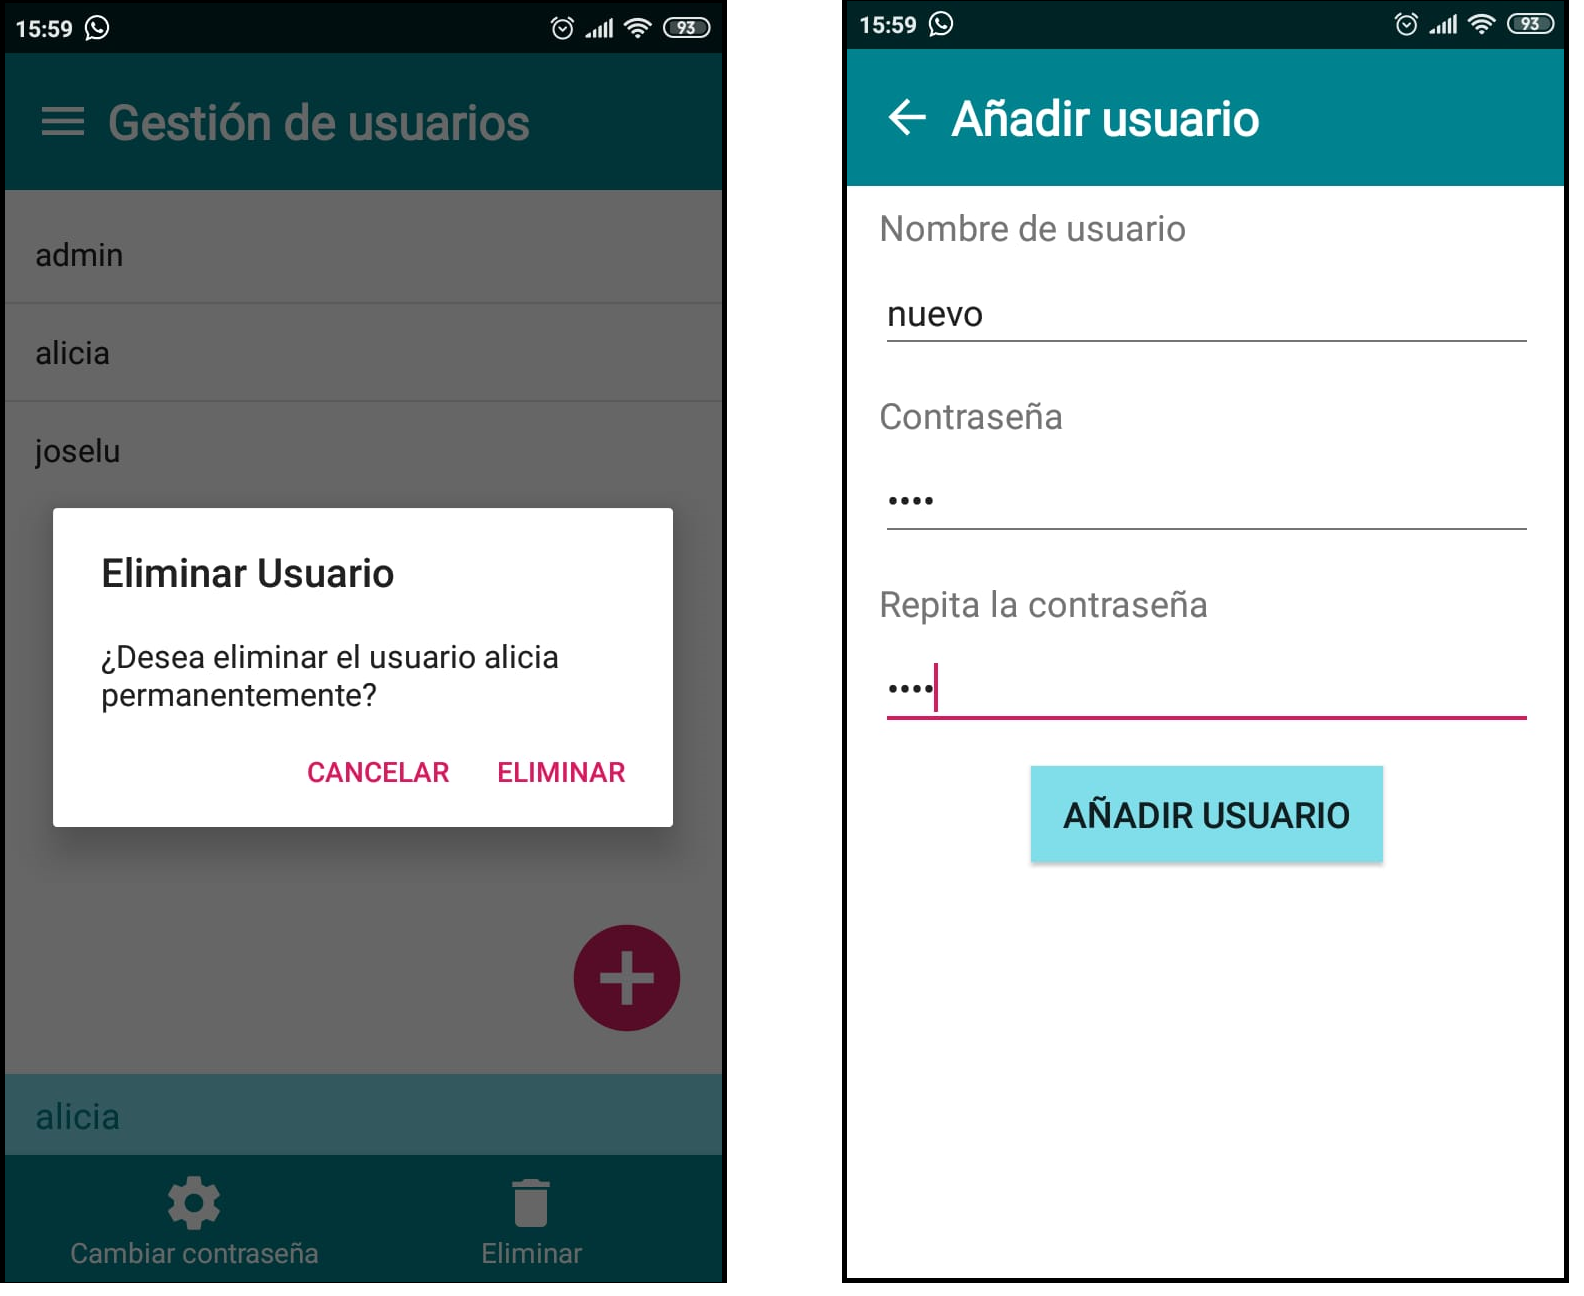 15:59
93
Gestión de usuarios
admin
alicia
joselu
Eliminar Usuario
¿Desea eliminar el usuario alicia
permanentemente?
CANCELAR ELIMINAR
alicia
Cambiar contraseña Eliminar
15:59
93
Añadir usuario
Nombre de usuario
nuevo
Contraseña
••••
Repita la contraseña
••••
AÑADIR USUARIO